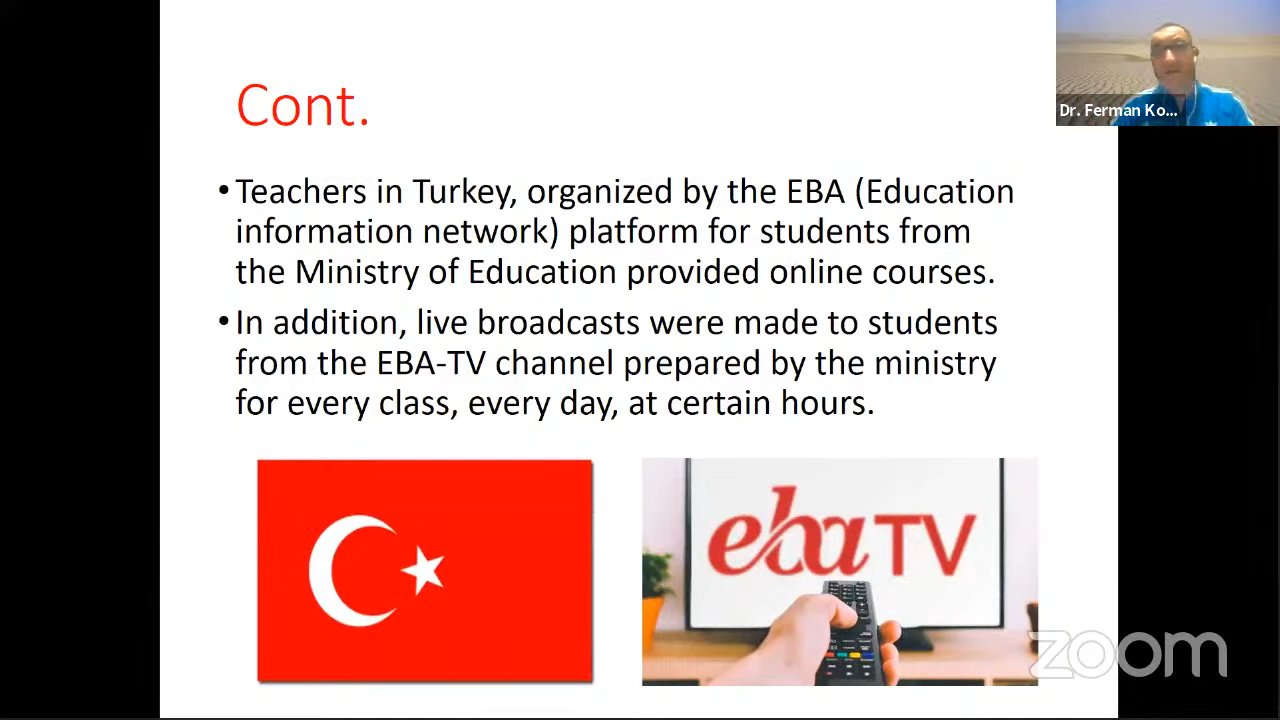 Cont.
Dr. Ferman Ko...
• Teachers in Turkey, organized by the EBA (Education
information network) platform for students from
the Ministry of Education provided online courses.
• In addition, live broadcasts were made to students
from the EBA-TV channel prepared by the ministry
for every class, every day, at certain hours.
eba TV
zoom